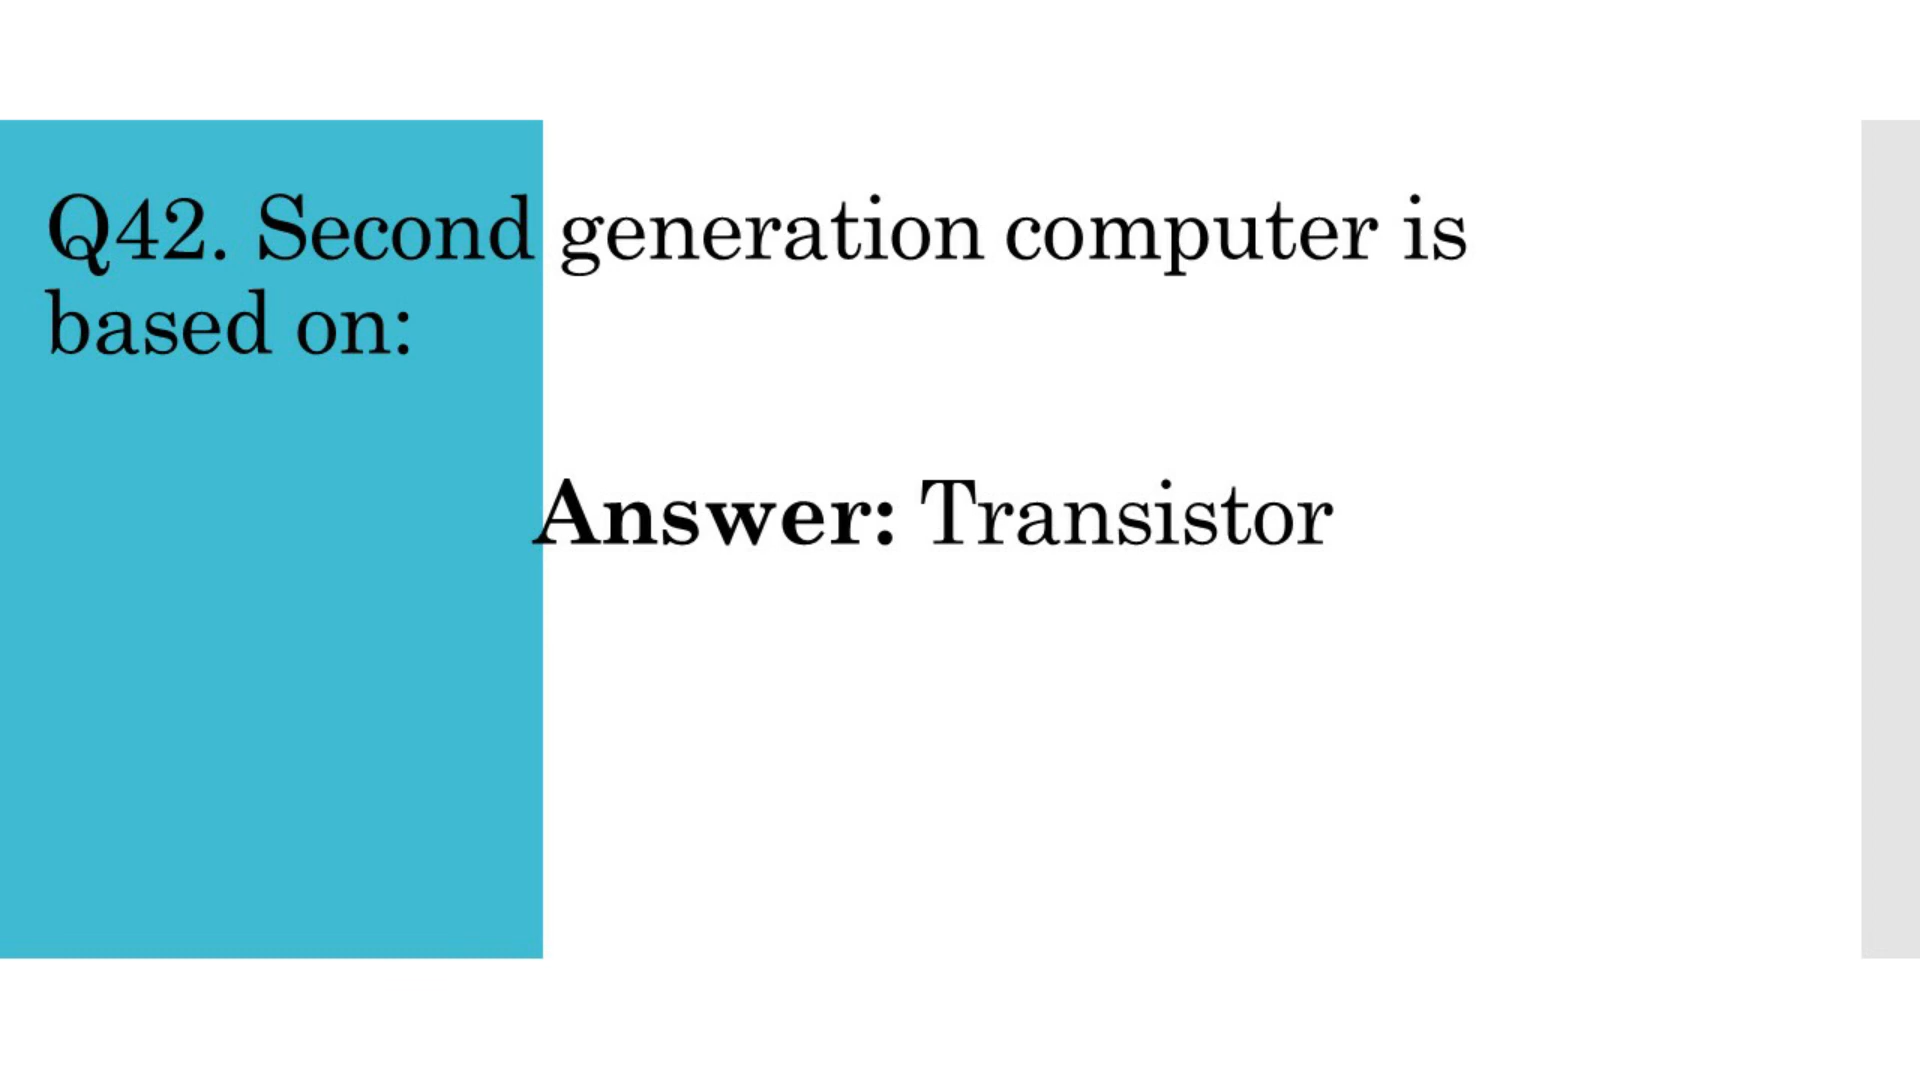 Q42. Second generation computer is
based on:
Answer: Transistor